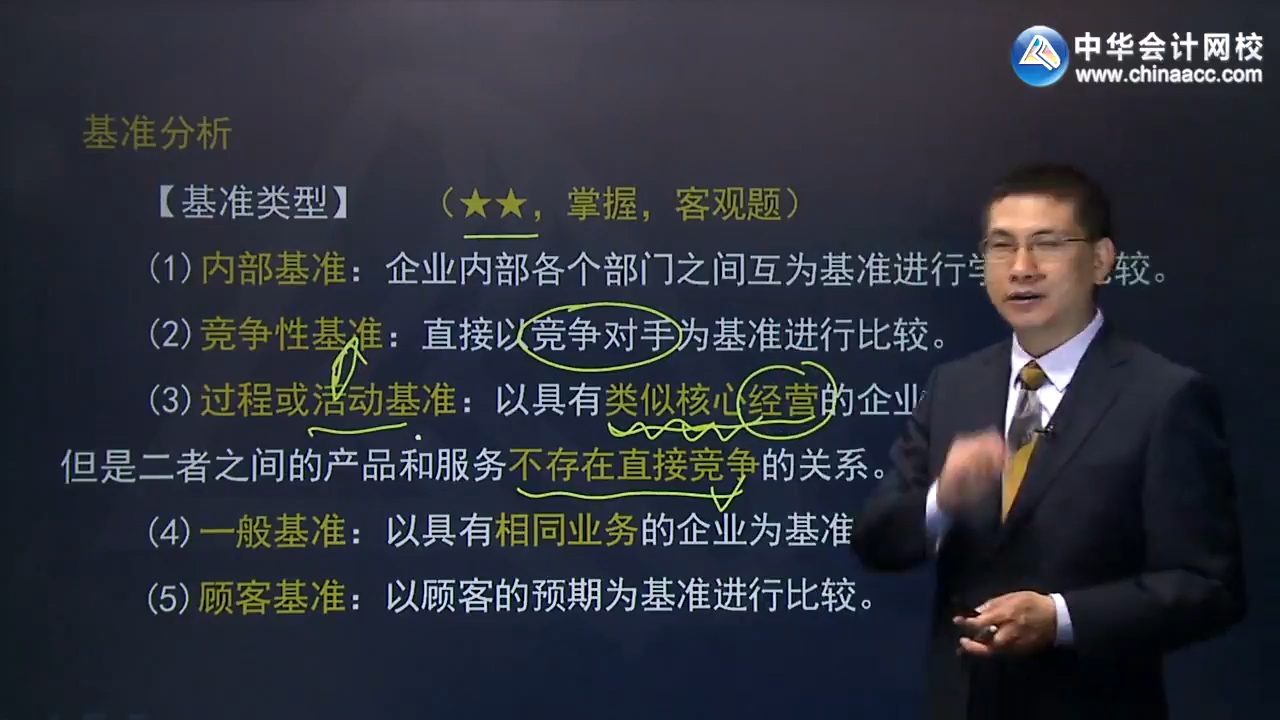 中华会计网校
www.chinaacc.com
基准分析
【基准类型】 (★★，掌握，客观题)
(1)内部基准：企业内部各个部门之间互为基准进行学 比较。
(2)竞争性基准：直接以竞争对手为基准进行比较。
(3)过程或活动基准：以具有类似核心经营的企业
但是二者之间的产品和服务不存在直接竞争的关系。
(4)一般基准：以具有相同业务的企业为基准
(5)顾客基准：以顾客的预期为基准进行比较。